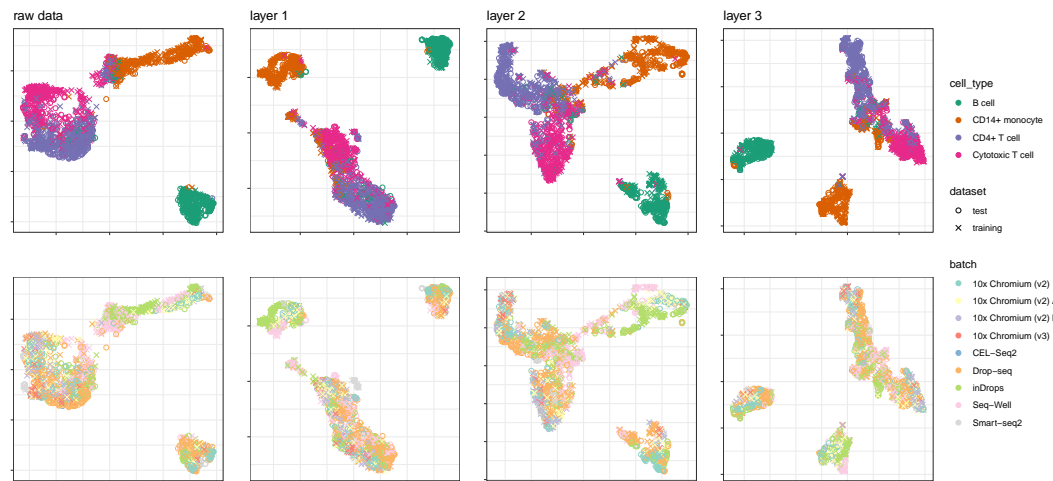 raw data
layer 1
layer 2
layer 3
cell_type
B cell
CD14+ monocyte
CD4+ T cell
Cytotoxic T cell
dataset
test
training
batch
10x Chromium (v2)
10x Chromium (v2)
10x Chromium (v2)
10x Chromium (v3)
CEL−Seq2
Drop−seq
inDrops
Seq−Well
Smart−seq2